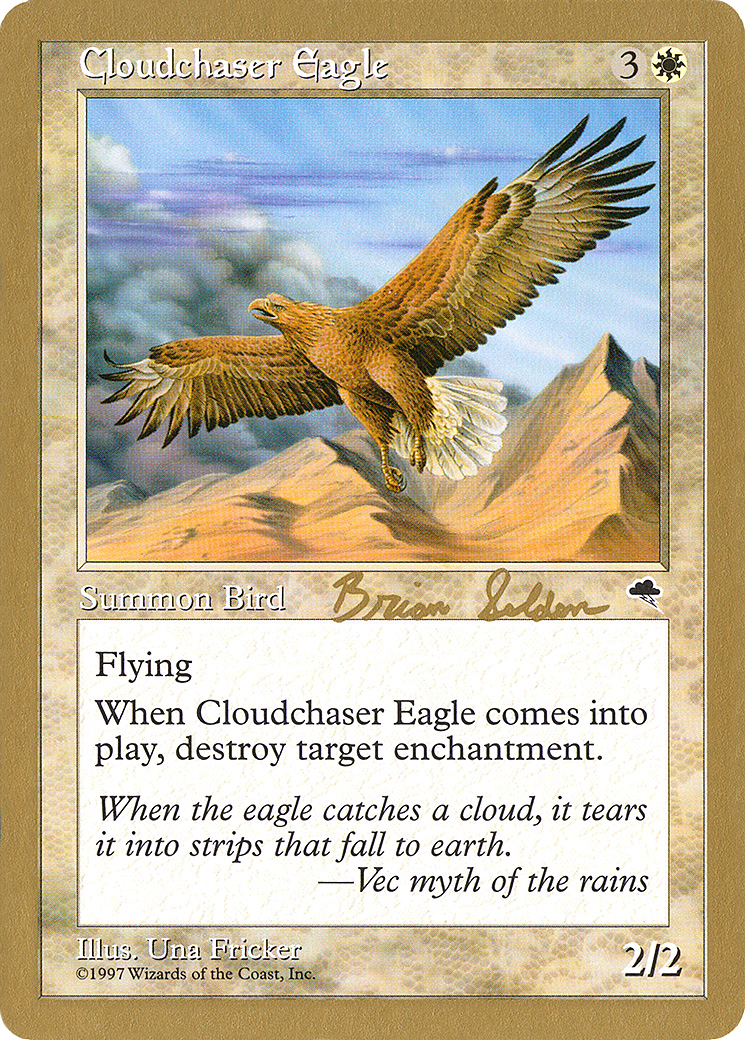 Cloudchaser Eagle 3
Summon Bird Brian Selden
Flying
When Cloudchaser Eagle comes into
play, destroy target enchantment.
When the eagle catches a cloud, it tears
it into strips that fall to earth.
—Vec myth of the rains
Illus. Una Fricker
©1997 Wizards of the Coast, Inc.
2/2